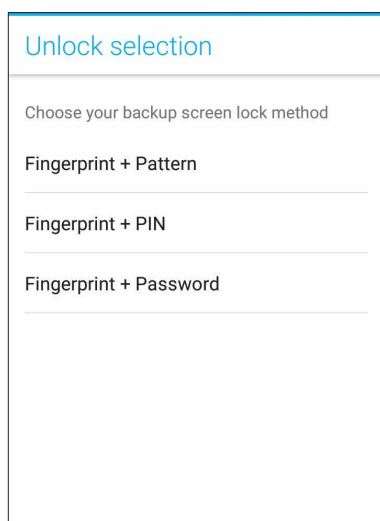 Unlock selection
Choose your backup screen lock method
Fingerprint + Pattern
Fingerprint + PIN
Fingerprint + Password